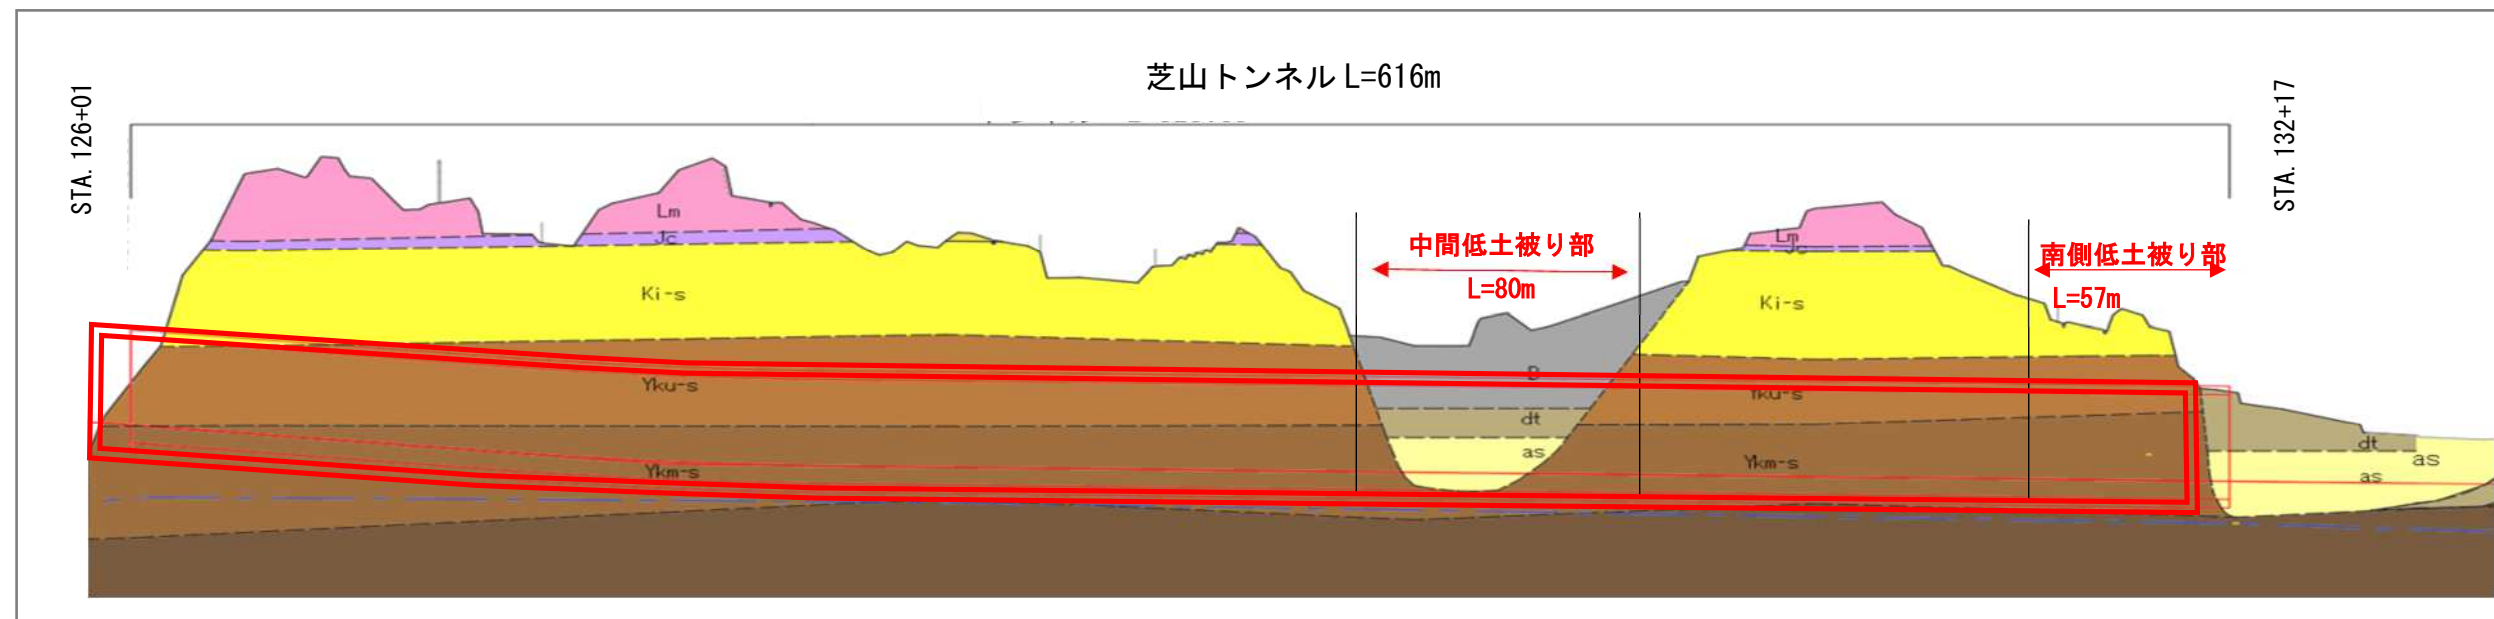 芝山トンネル L=616m
STA. 126+01
STA. 132+17
中間低土被り部
L=80m
南側低土被り部
L=57m
Lm
Jc
Lm
Jc
Ki-s
Ki-s
D
Yku-s
Yku-s
dt
dt
as
as
as
Ykm-s
Ykm-s